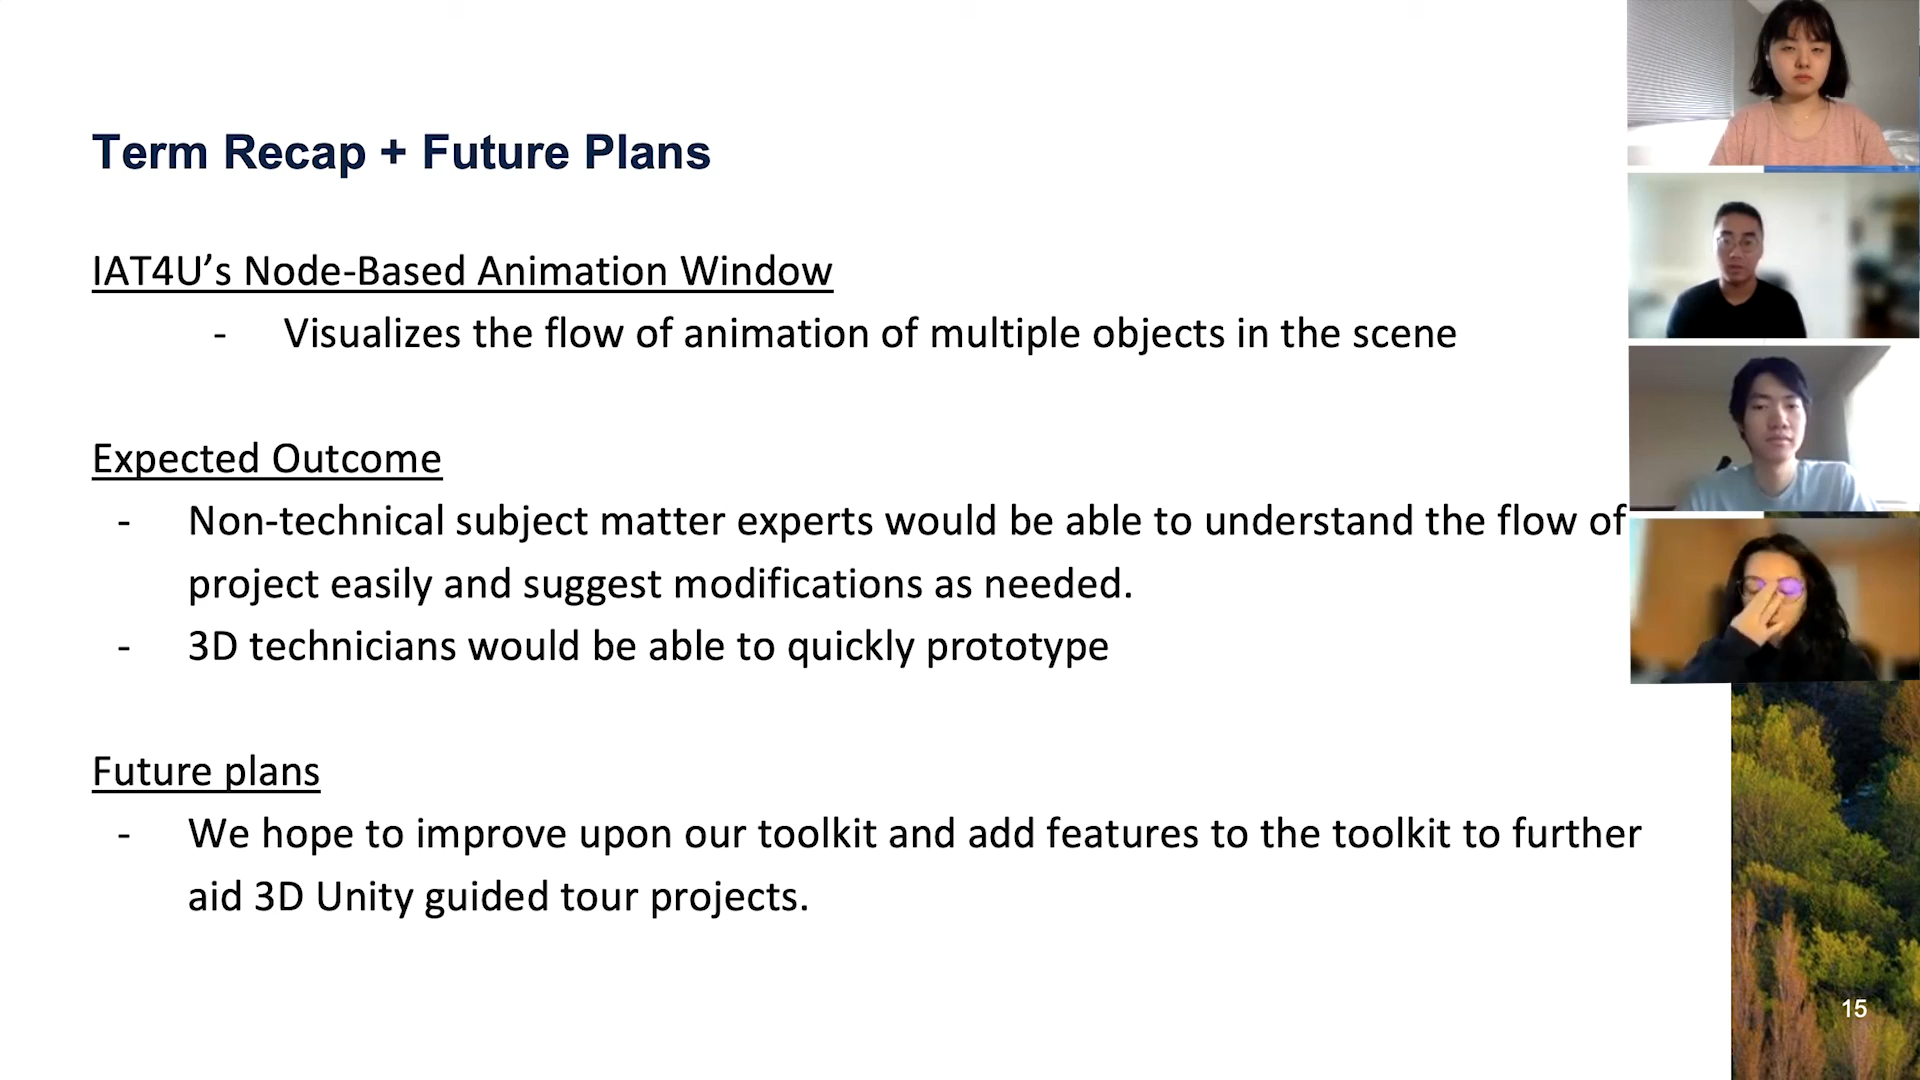 Term Recap + Future Plans
IAT4U’s Node-Based Animation Window
- Visualizes the flow of animation of multiple objects in the scene
Expected Outcome
- Non-technical subject matter experts would be able to understand the flow of
project easily and suggest modifications as needed.
- 3D technicians would be able to quickly prototype
Future plans
- We hope to improve upon our toolkit and add features to the toolkit to further
aid 3D Unity guided tour projects.
15